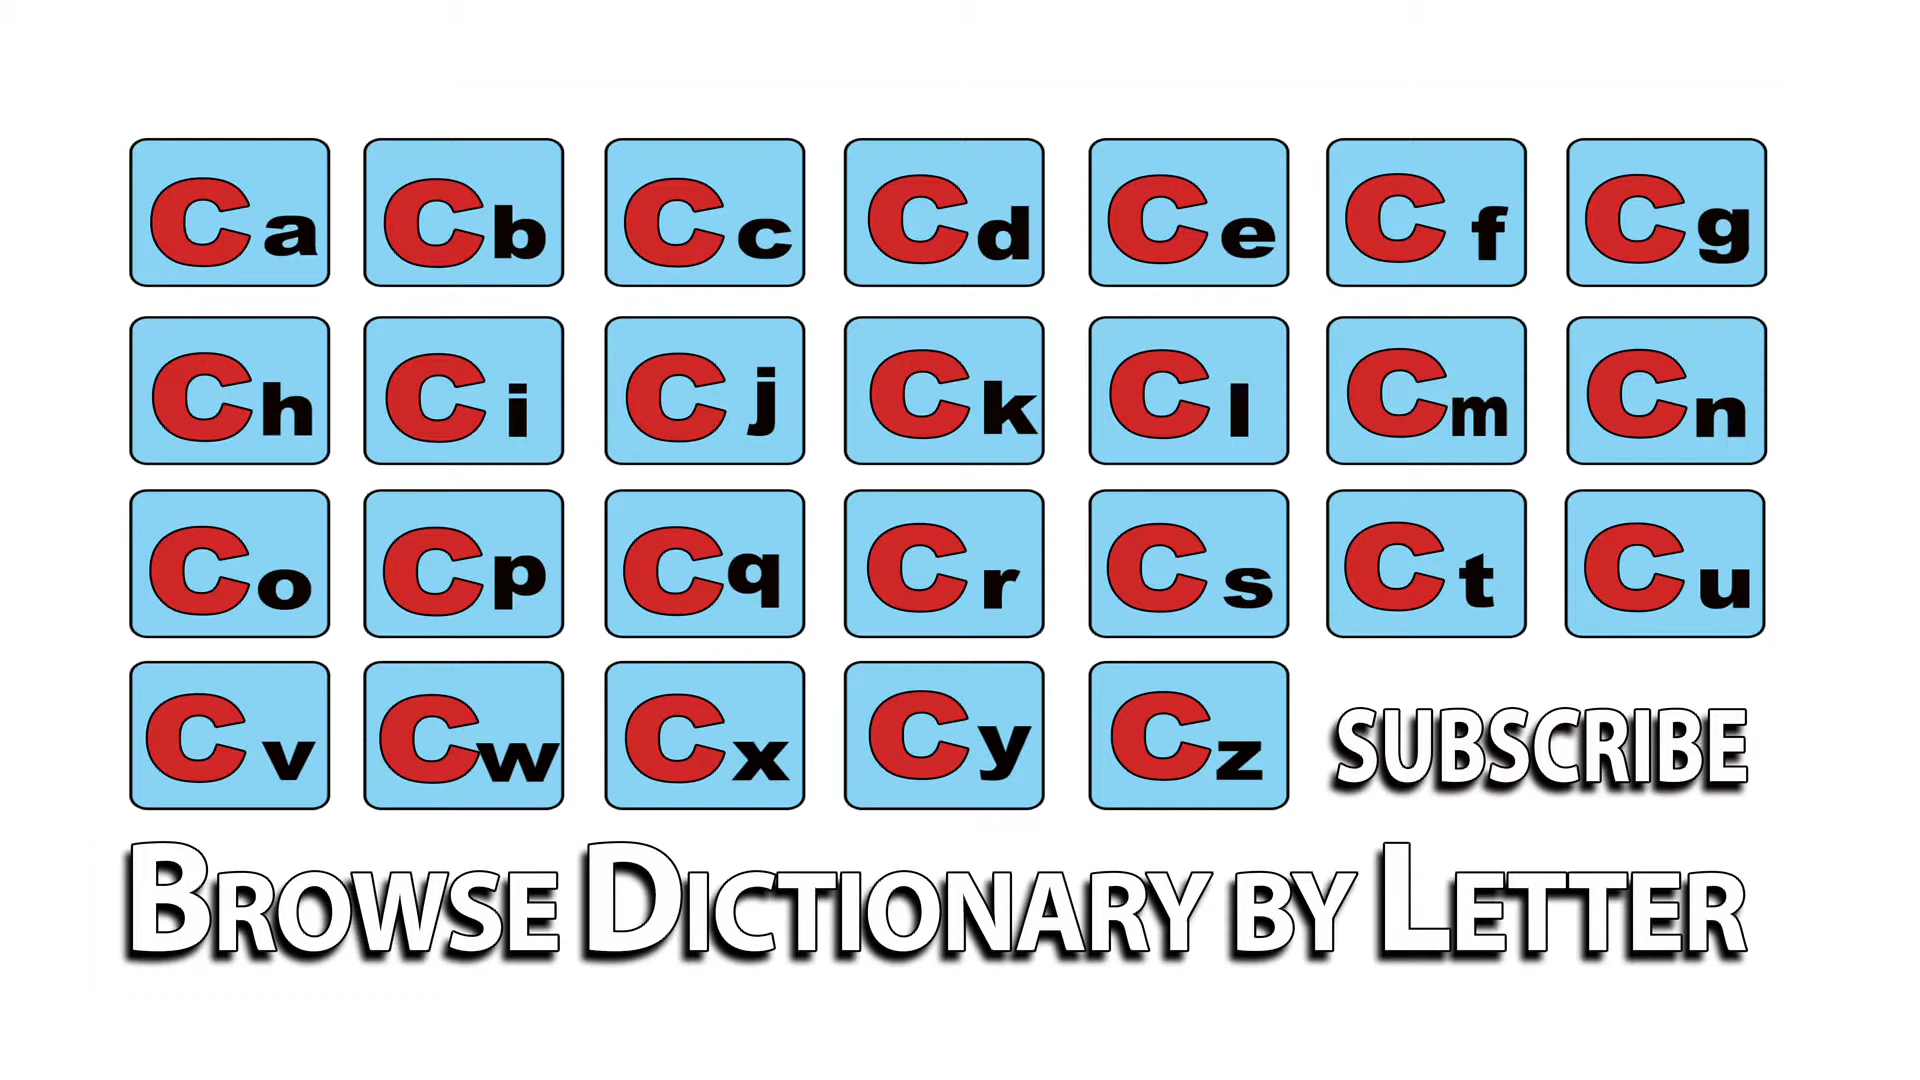 Ca Cb Cc Cd Ce Cf Cg
Ch Ci Cj Ck Cl Cm Cn
Co Cp Cq Cr Cs Ct Cu
Cv Cw Cx Cy Cz SUBSCRIBE
BROWSE DICTIONARY BY LETTER